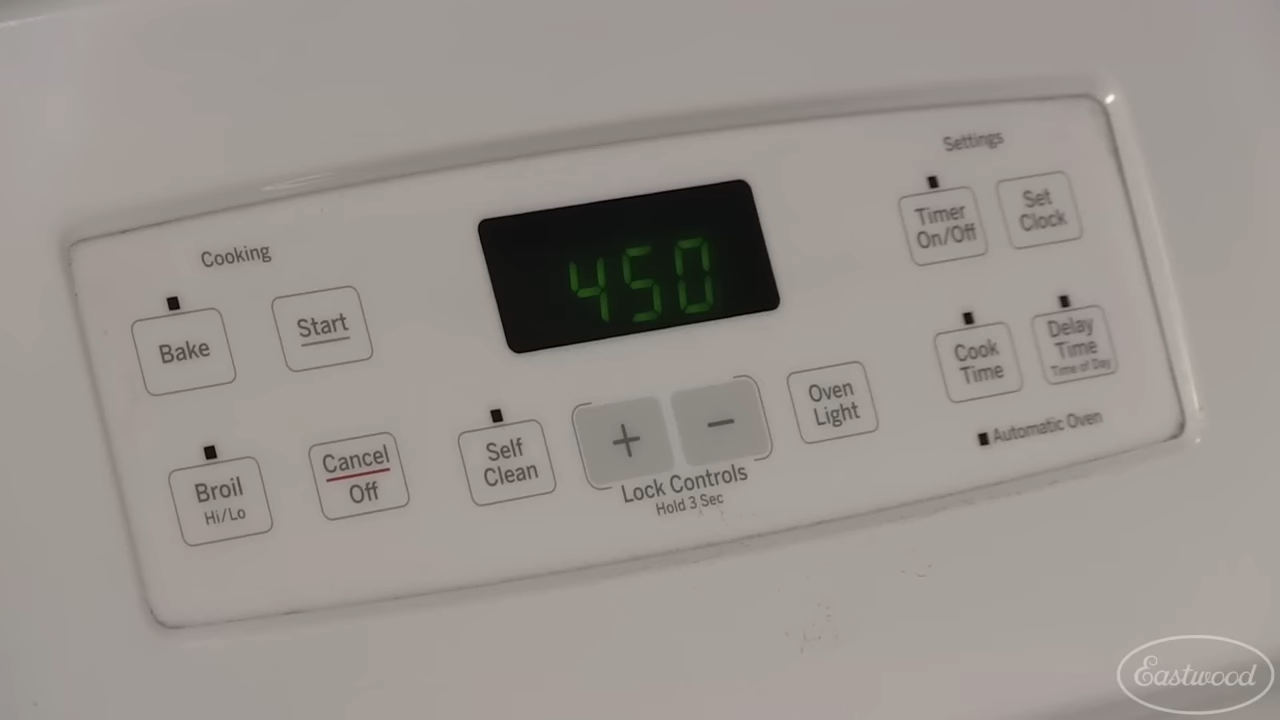 Settings
Timer
On/Off
Set
Clock
Cooking
450
Bake
Start
Cook
Time
Delay
Time
Time of Day
Automatic Oven
Broil
Hi/Lo
Cancel
Off
Self
Clean
+
−
Oven
Light
Lock Controls
Hold 3 Sec
Eastwood